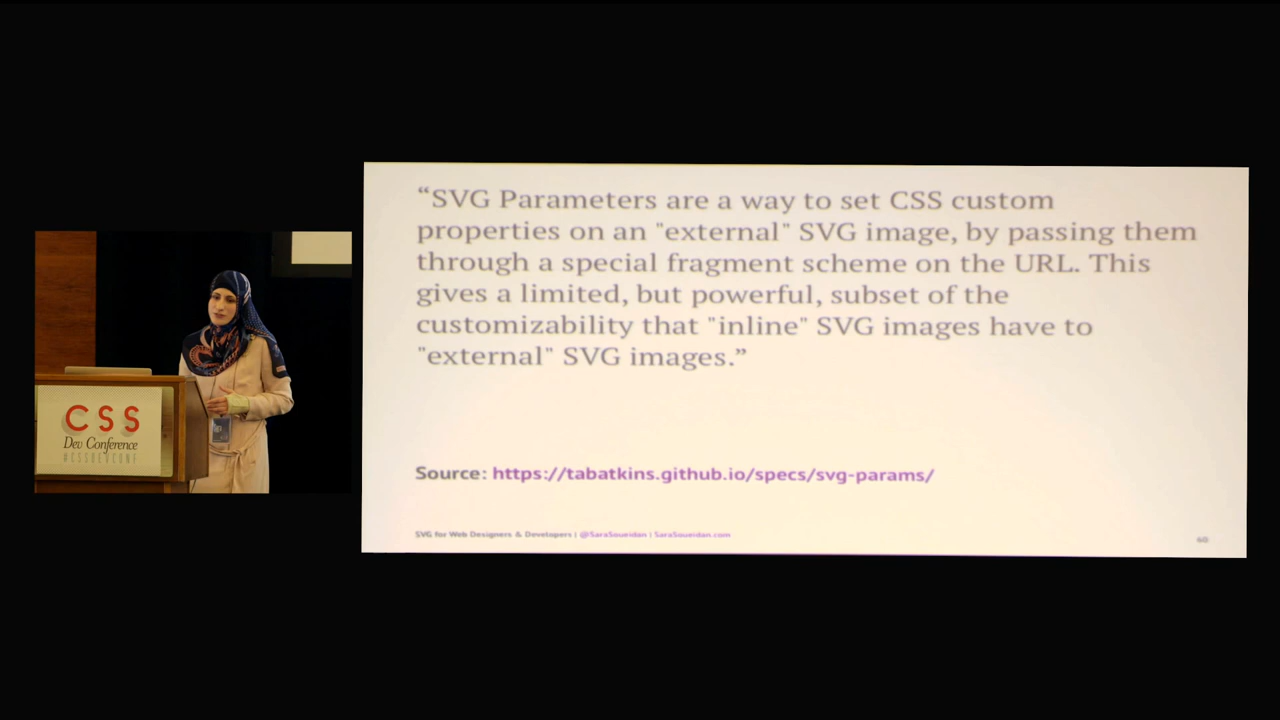 “SVG Parameters are a way to set CSS custom
properties on an "external" SVG image, by passing them
through a special fragment scheme on the URL. This
gives a limited, but powerful, subset of the
customizability that "inline" SVG images have to
"external" SVG images.”
Source: https://tabatkins.github.io/specs/svg-params/
SVG for Web Designers & Developers | @SaraSoueidan | SaraSoueidan.com
60
CSS
Dev Conference
#CSSDEVCONF